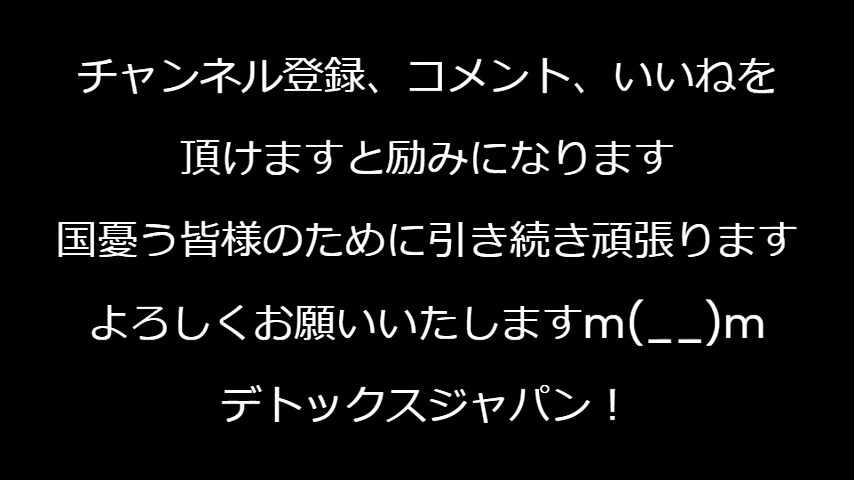 チャンネル登録、コメント、いいねを
頂けますと励みになります
国憂う皆様のために引き続き頑張ります
よろしくお願いいたしますm(__)m
デトックスジャパン！